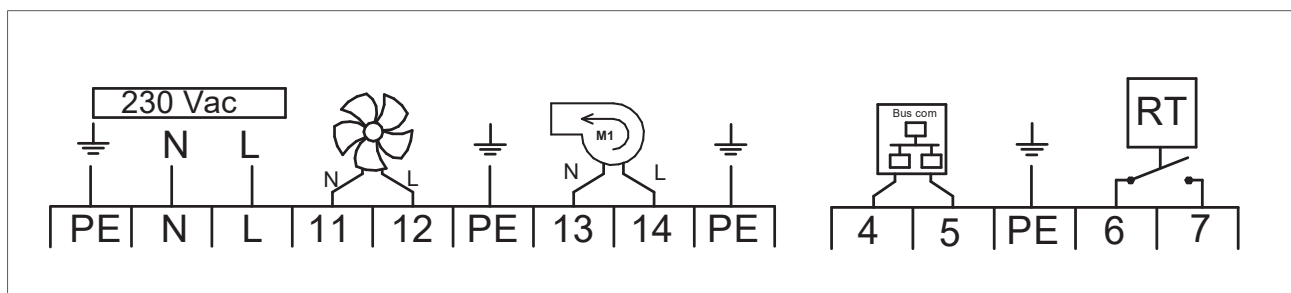 230 Vac
Bus com
RT
M1
N L
N L
N L
PE N L 11 12 PE 13 14 PE
4 5 PE 6 7